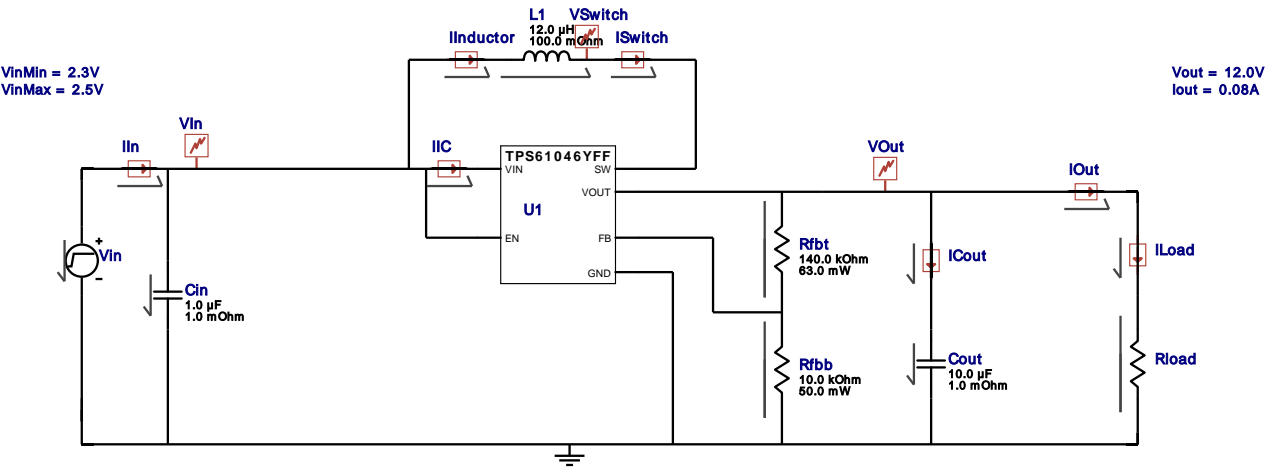 L1
VSwitch
12.0 µH
100.0 mOhm
IInductor
ISwitch
VinMin = 2.3V
VinMax = 2.5V
Vout = 12.0V
Iout = 0.08A
VIn
IIn
IIC
VOut
IOut
TPS61046YFF
VIN
SW
VOUT
U1
EN
FB
GND
+
Vin
–
Cin
1.0 µF
1.0 mOhm
Rfbt
140.0 kOhm
63.0 mW
ICout
ILoad
Rfbb
10.0 kOhm
50.0 mW
Cout
10.0 µF
1.0 mOhm
Rload